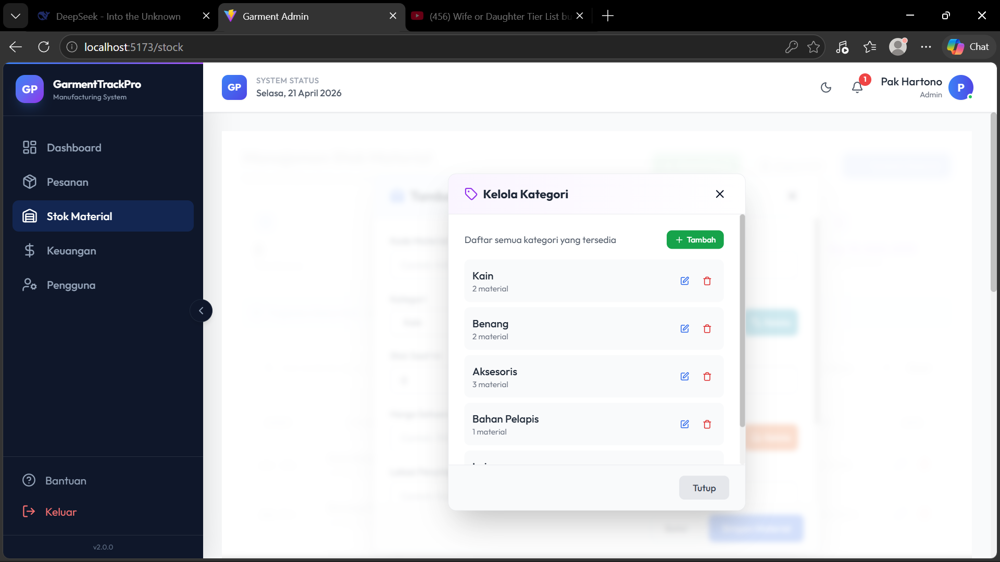 DeepSeek - Into the Unknown
Garment Admin
(456) Wife or Daughter Tier List bu
localhost:5173/stock
Chat
GP
GarmentTrackPro
Manufacturing System
Dashboard
Pesanan
Stok Material
Keuangan
Pengguna
Bantuan
Keluar
v2.0.0
GP
SYSTEM STATUS
Selasa, 21 April 2026
1
Pak Hartono
Admin
P
Kelola Kategori
Daftar semua kategori yang tersedia
+ Tambah
Kain
2 material
Benang
2 material
Aksesoris
3 material
Bahan Pelapis
1 material
Tutup